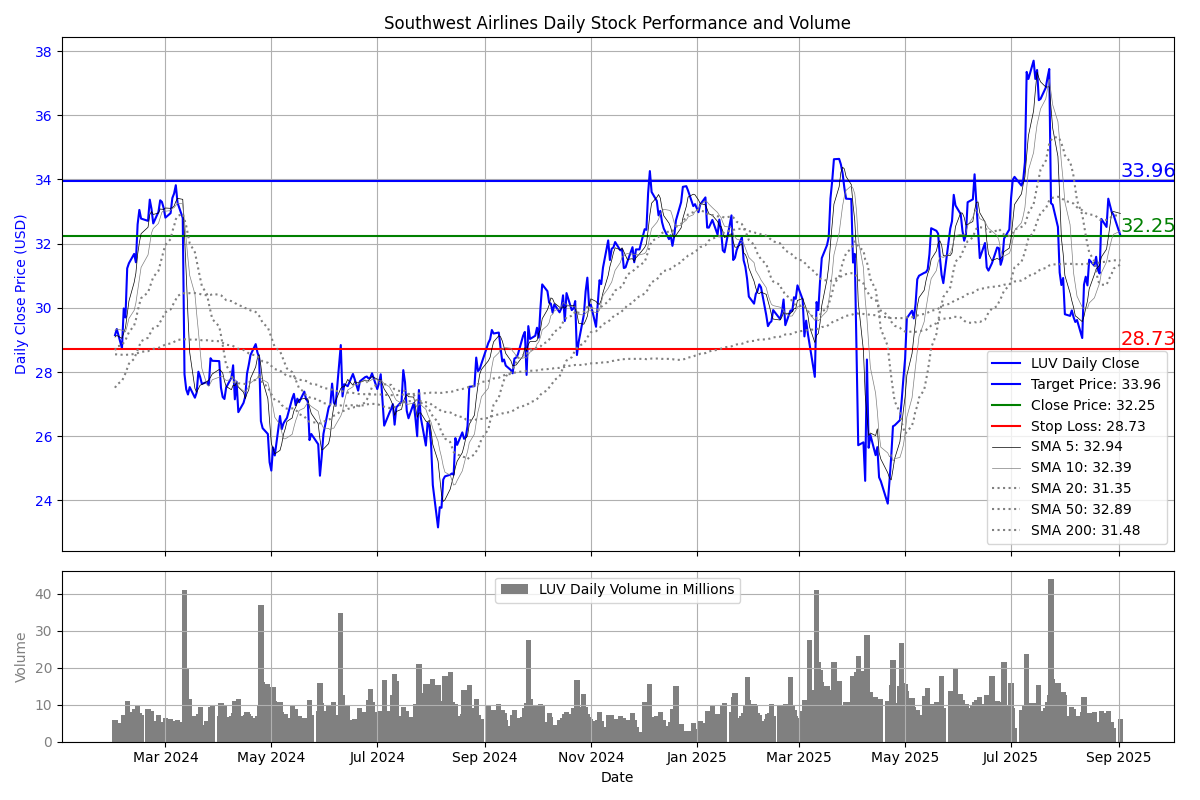 Southwest Airlines Daily Stock Performance and Volume
Daily Close Price (USD)
38
36
34
32
30
28
26
24
33.96
32.25
28.73
LUV Daily Close
Target Price: 33.96
Close Price: 32.25
Stop Loss: 28.73
SMA 5: 32.94
SMA 10: 32.39
SMA 20: 31.35
SMA 50: 32.89
SMA 200: 31.48
Volume
40
30
20
10
0
LUV Daily Volume in Millions
Mar 2024
May 2024
Jul 2024
Sep 2024
Nov 2024
Jan 2025
Mar 2025
May 2025
Jul 2025
Sep 2025
Date